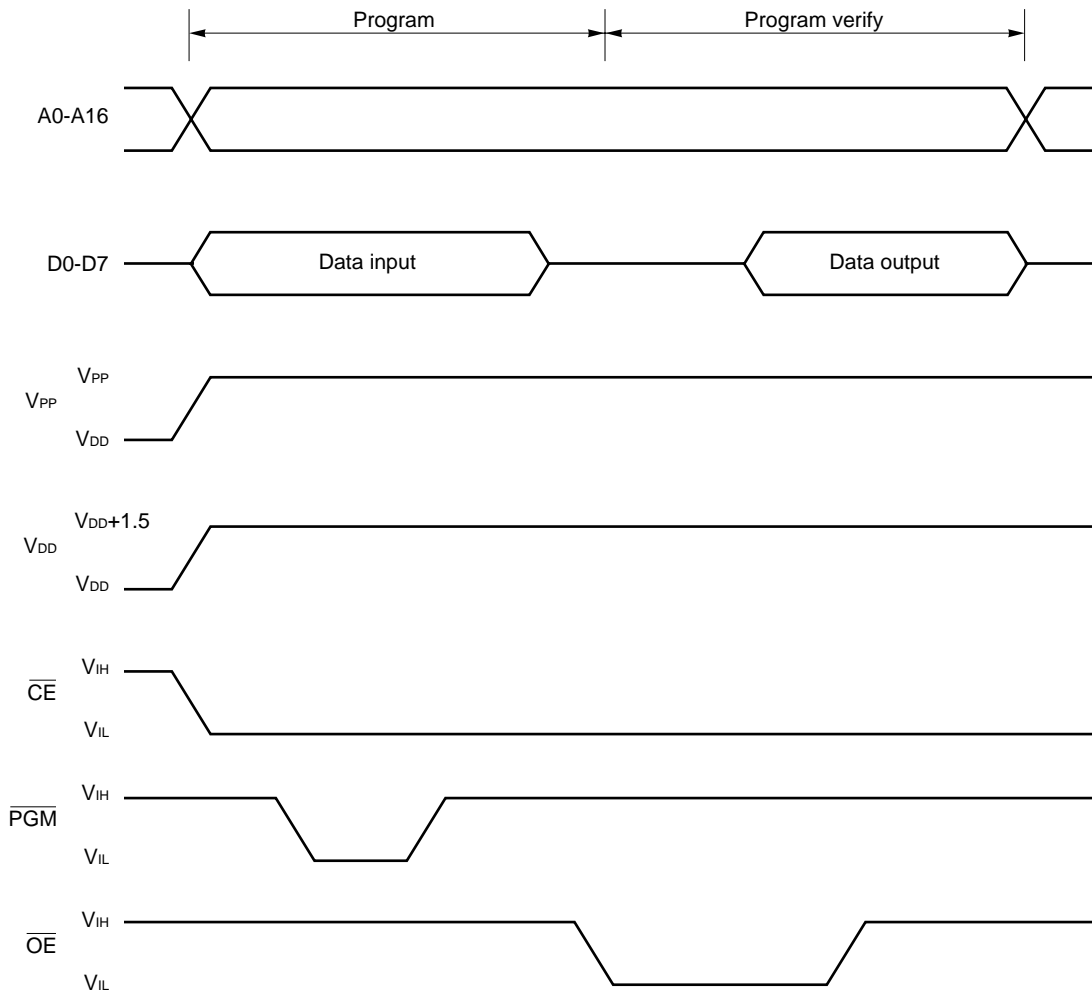 Program Program verify
A0-A16
D0-D7 Data input Data output
VPP
VPP
VDD
VDD+1.5
VDD
VDD
VIH
CE
VIL
VIH
PGM
VIL
VIH
OE
VIL